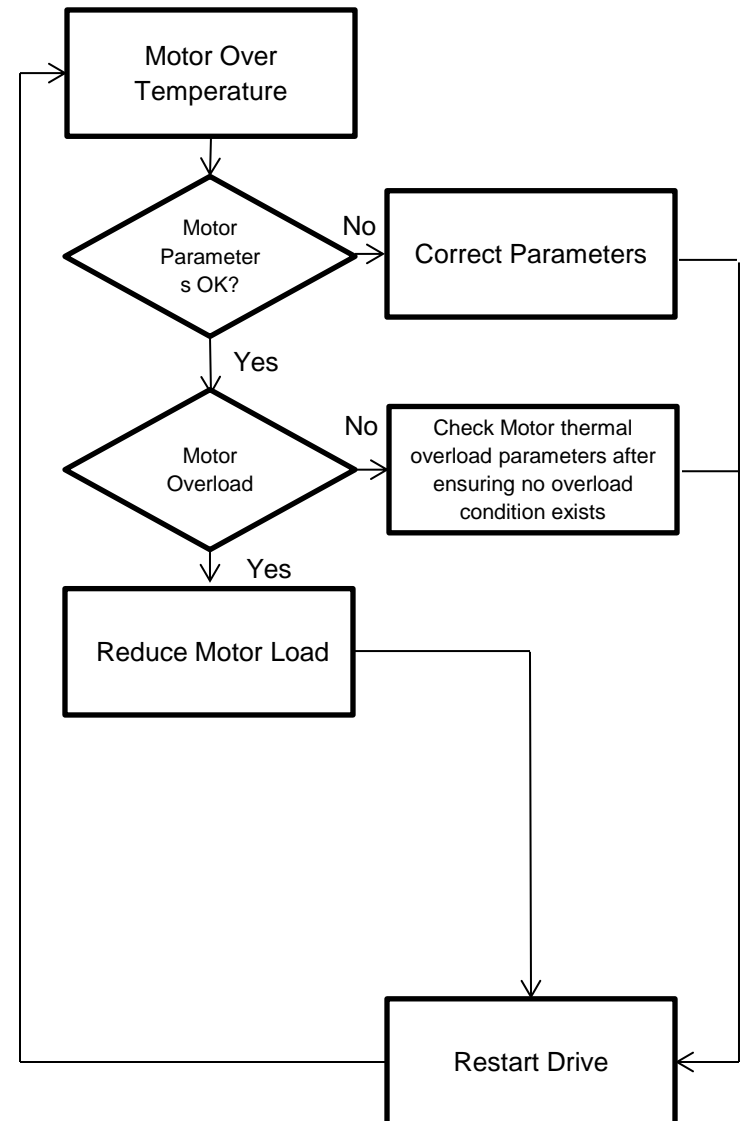 Motor Over
Temperature
Motor
Parameter
s OK?
No
Correct Parameters
Yes
Motor
Overload
No
Check Motor thermal
overload parameters after
ensuring no overload
condition exists
Yes
Reduce Motor Load
Restart Drive